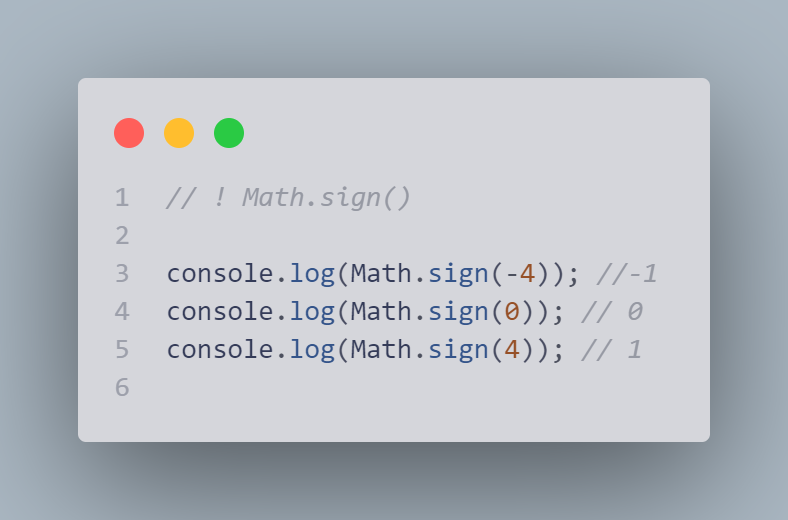 1 // ! Math.sign()
2
3 console.log(Math.sign(-4)); //-1
4 console.log(Math.sign(0)); // 0
5 console.log(Math.sign(4)); // 1
6